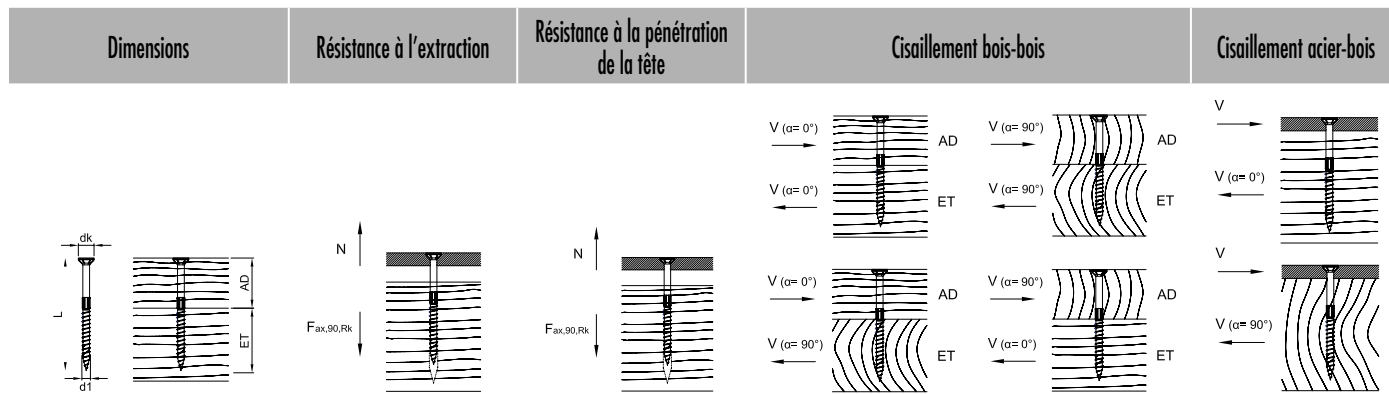 Dimensions
Résistance à l'extraction
Résistance à la pénétration
de la tête
Cisaillement bois-bois
Cisaillement acier-bois
dk
L
d1
AD
ET
N
Fax,90,Rk
N
Fax,90,Rk
V (α= 0°)
V (α= 0°)
AD
ET
V (α= 90°)
V (α= 90°)
AD
ET
V (α= 0°)
V (α= 90°)
AD
ET
V (α= 90°)
V (α= 0°)
AD
ET
V
V (α= 0°)
V
V (α= 90°)